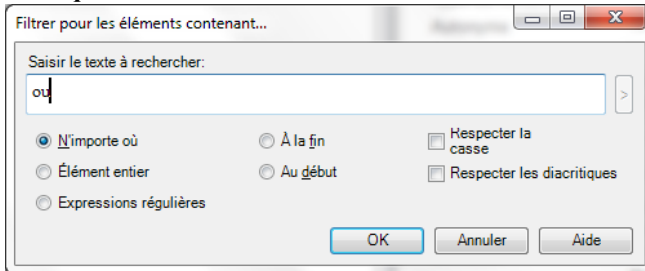 Filtrer pour les éléments contenant...
Saisir le texte à rechercher:
ou
>
N'importe où À la fin Respecter la
casse
Élément entier Au début Respecter les diacritiques
Expressions régulières
OK Annuler Aide